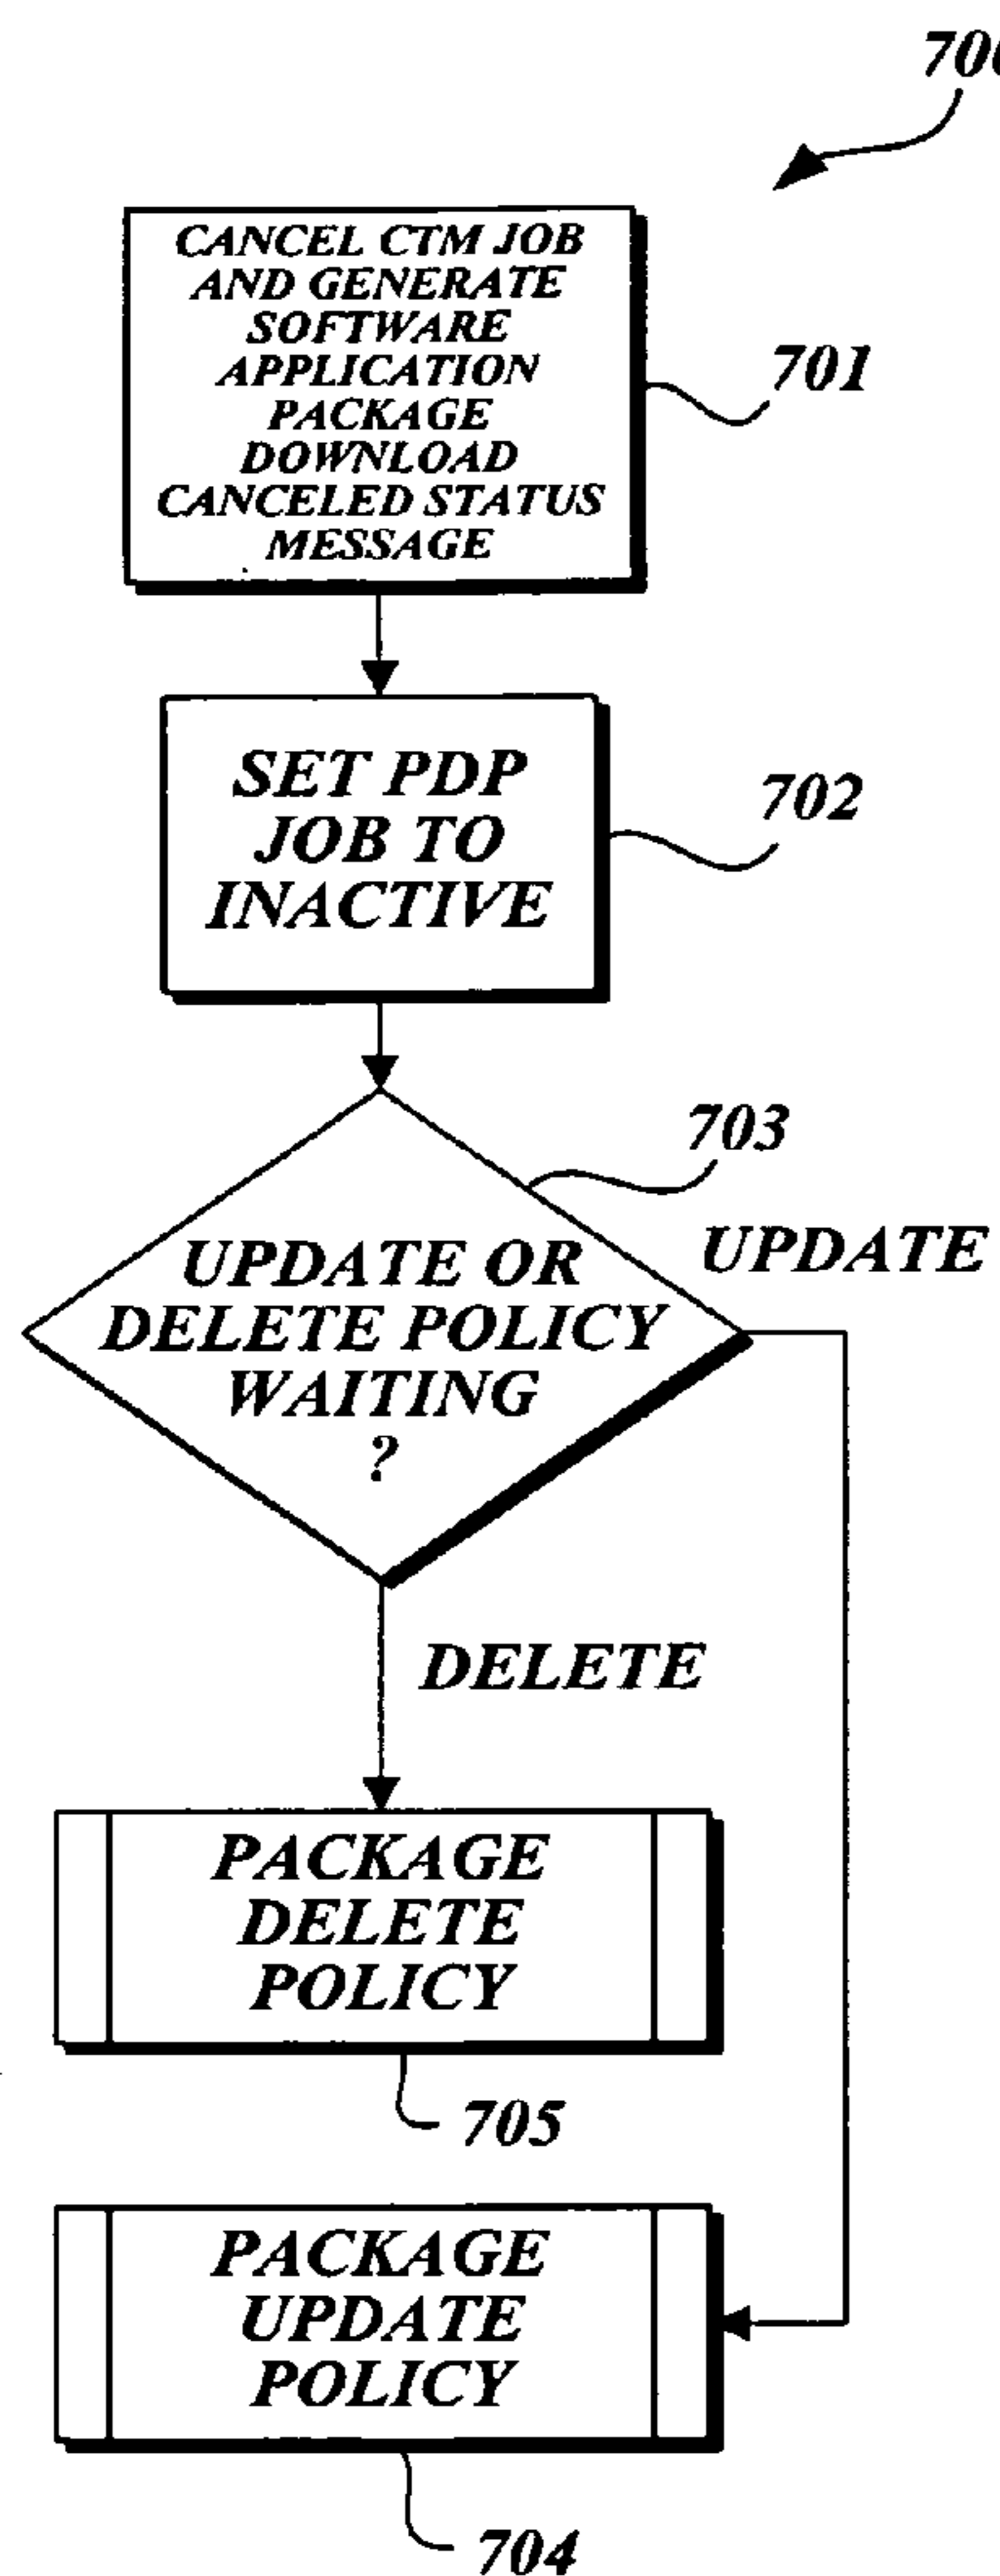 700
CANCEL CTM JOB
AND GENERATE
SOFTWARE
APPLICATION
PACKAGE
DOWNLOAD
CANCELED STATUS
MESSAGE
701
SET PDP
JOB TO
INACTIVE
702
703
UPDATE OR
DELETE POLICY
WAITING
?
UPDATE
DELETE
PACKAGE
DELETE
POLICY
705
PACKAGE
UPDATE
POLICY
704